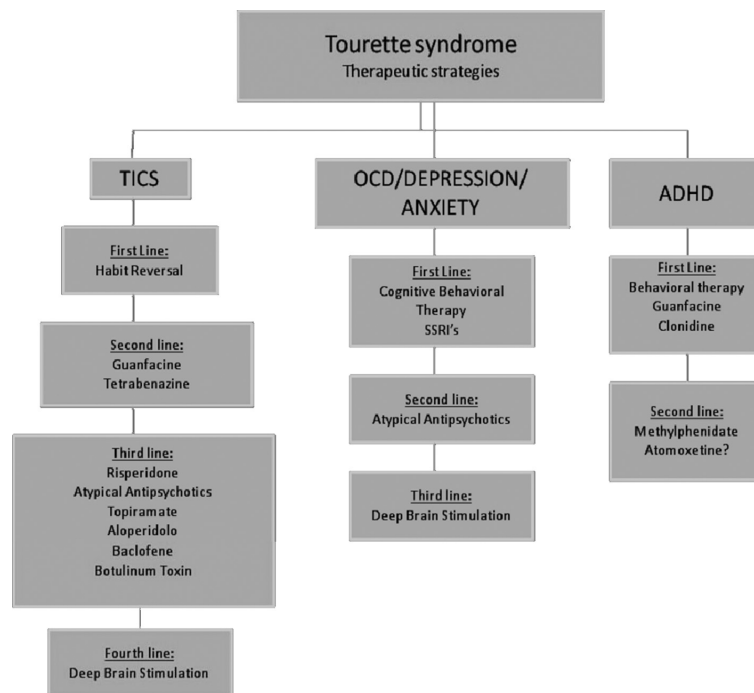 Tourette syndrome
Therapeutic strategies
TICS
First Line:
Habit Reversal
Second line:
Guanfacine
Tetrabenazine
Third line:
Risperidone
Atypical Antipsychotics
Topiramate
Aloperidolo
Baclofene
Botulinum Toxin
Fourth line:
Deep Brain Stimulation
OCD/DEPRESSION/
ANXIETY
First Line:
Cognitive Behavioral
Therapy
SSRI's
Second line:
Atypical Antipsychotics
Third line:
Deep Brain Stimulation
ADHD
First Line:
Behavioral therapy
Guanfacine
Clonidine
Second line:
Methylphenidate
Atomoxetine?